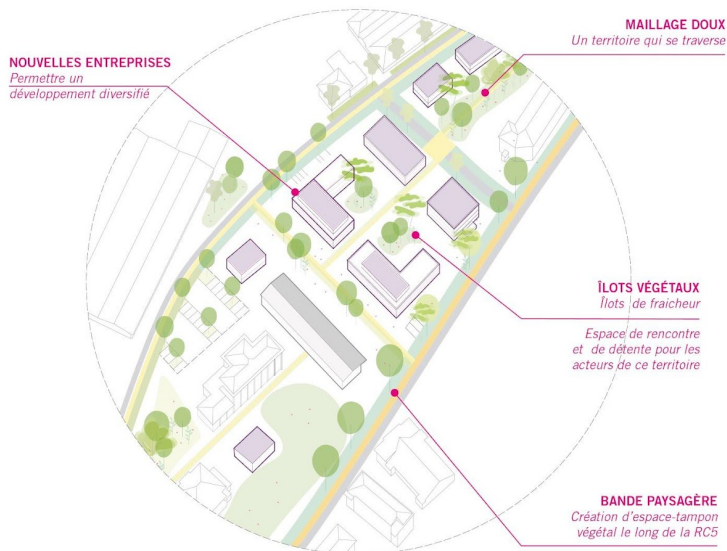 MAILLAGE DOUX
Un territoire qui se traverse
NOUVELLES ENTREPRISES
Permettre un
développement diversifié
ÎLOTS VÉGÉTAUX
Îlots de fraicheur
Espace de rencontre
et de détente pour les
acteurs de ce territoire
BANDE PAYSAGÈRE
Création d'espace-tampon
végétal le long de la RC5